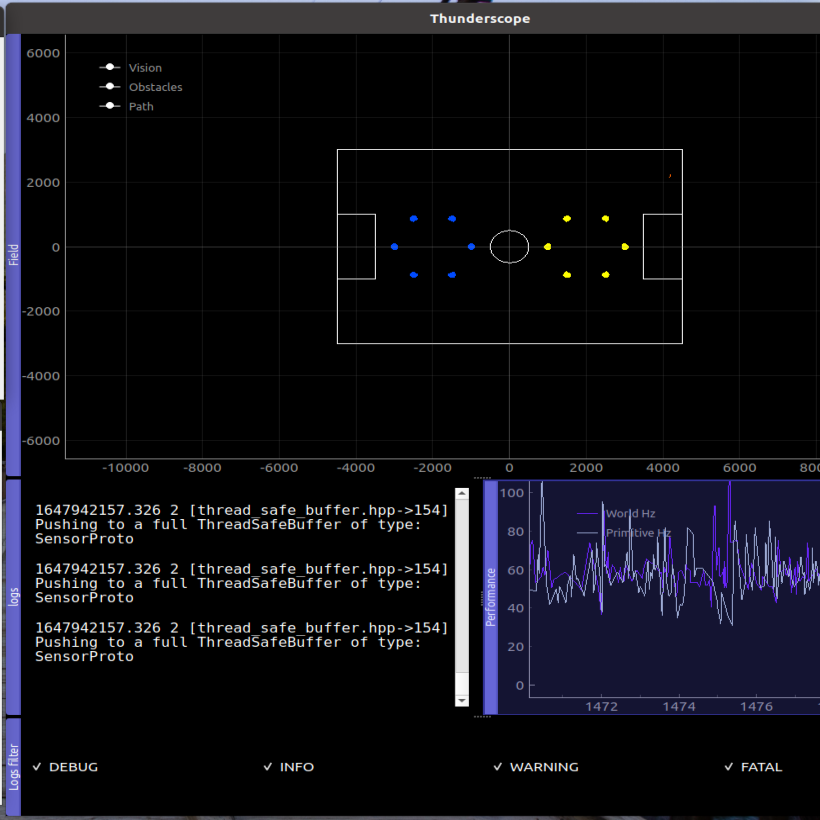 Thunderscope
6000
4000
2000
0
-2000
-4000
-6000
Vision
Obstacles
Path
-10000
-8000
-6000
-4000
-2000
0
2000
4000
6000
Field
1647942157.326 2 [thread_safe_buffer.hpp->154]
Pushing to a full ThreadSafeBuffer of type:
SensorProto
1647942157.326 2 [thread_safe_buffer.hpp->154]
Pushing to a full ThreadSafeBuffer of type:
SensorProto
1647942157.326 2 [thread_safe_buffer.hpp->154]
Pushing to a full ThreadSafeBuffer of type:
SensorProto
logs
Performance
100
80
60
40
20
0
World Hz
Primitive Hz
1472
1474
1476
Logs Filter
DEBUG
INFO
WARNING
FATAL